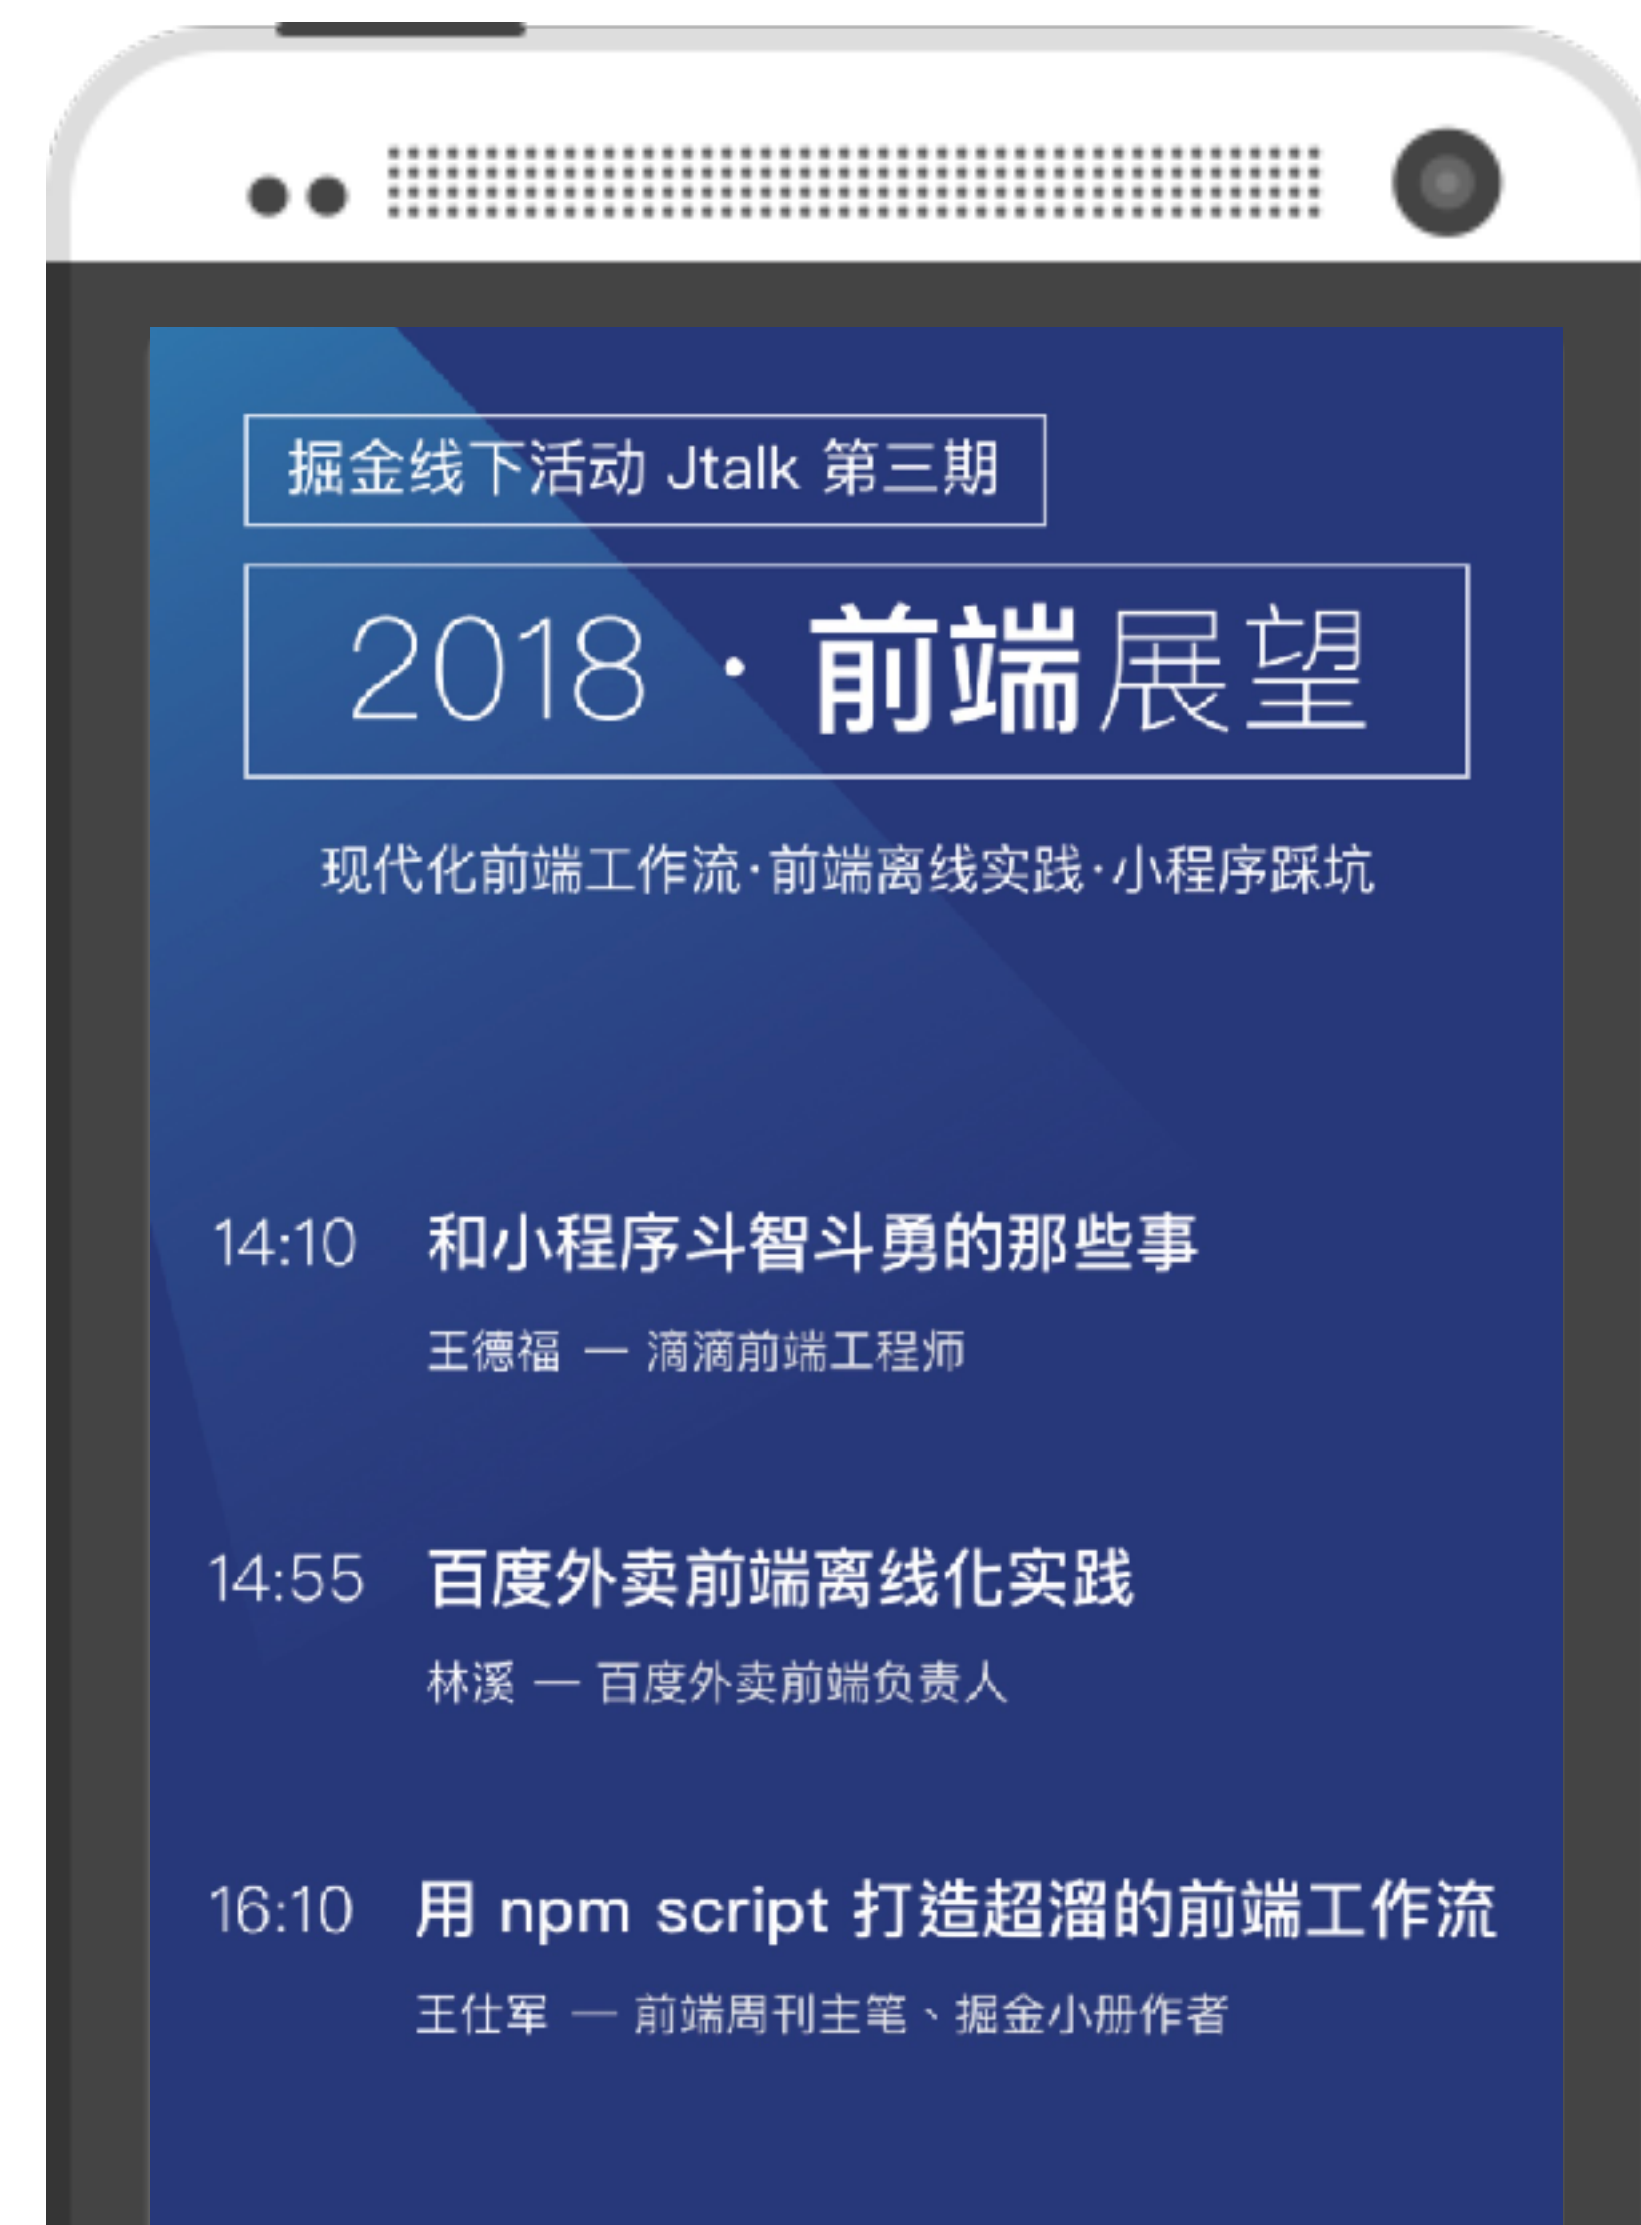 掘金线下活动 Jtalk 第三期
2018 · 前端展望
现代化前端工作流·前端离线实践·小程序踩坑
14:10 和小程序斗智斗勇的那些事
王德福 — 滴滴前端工程师
14:55 百度外卖前端离线化实践
林溪 — 百度外卖前端负责人
16:10 用 npm script 打造超溜的前端工作流
王仕军 — 前端周刊主笔、掘金小册作者